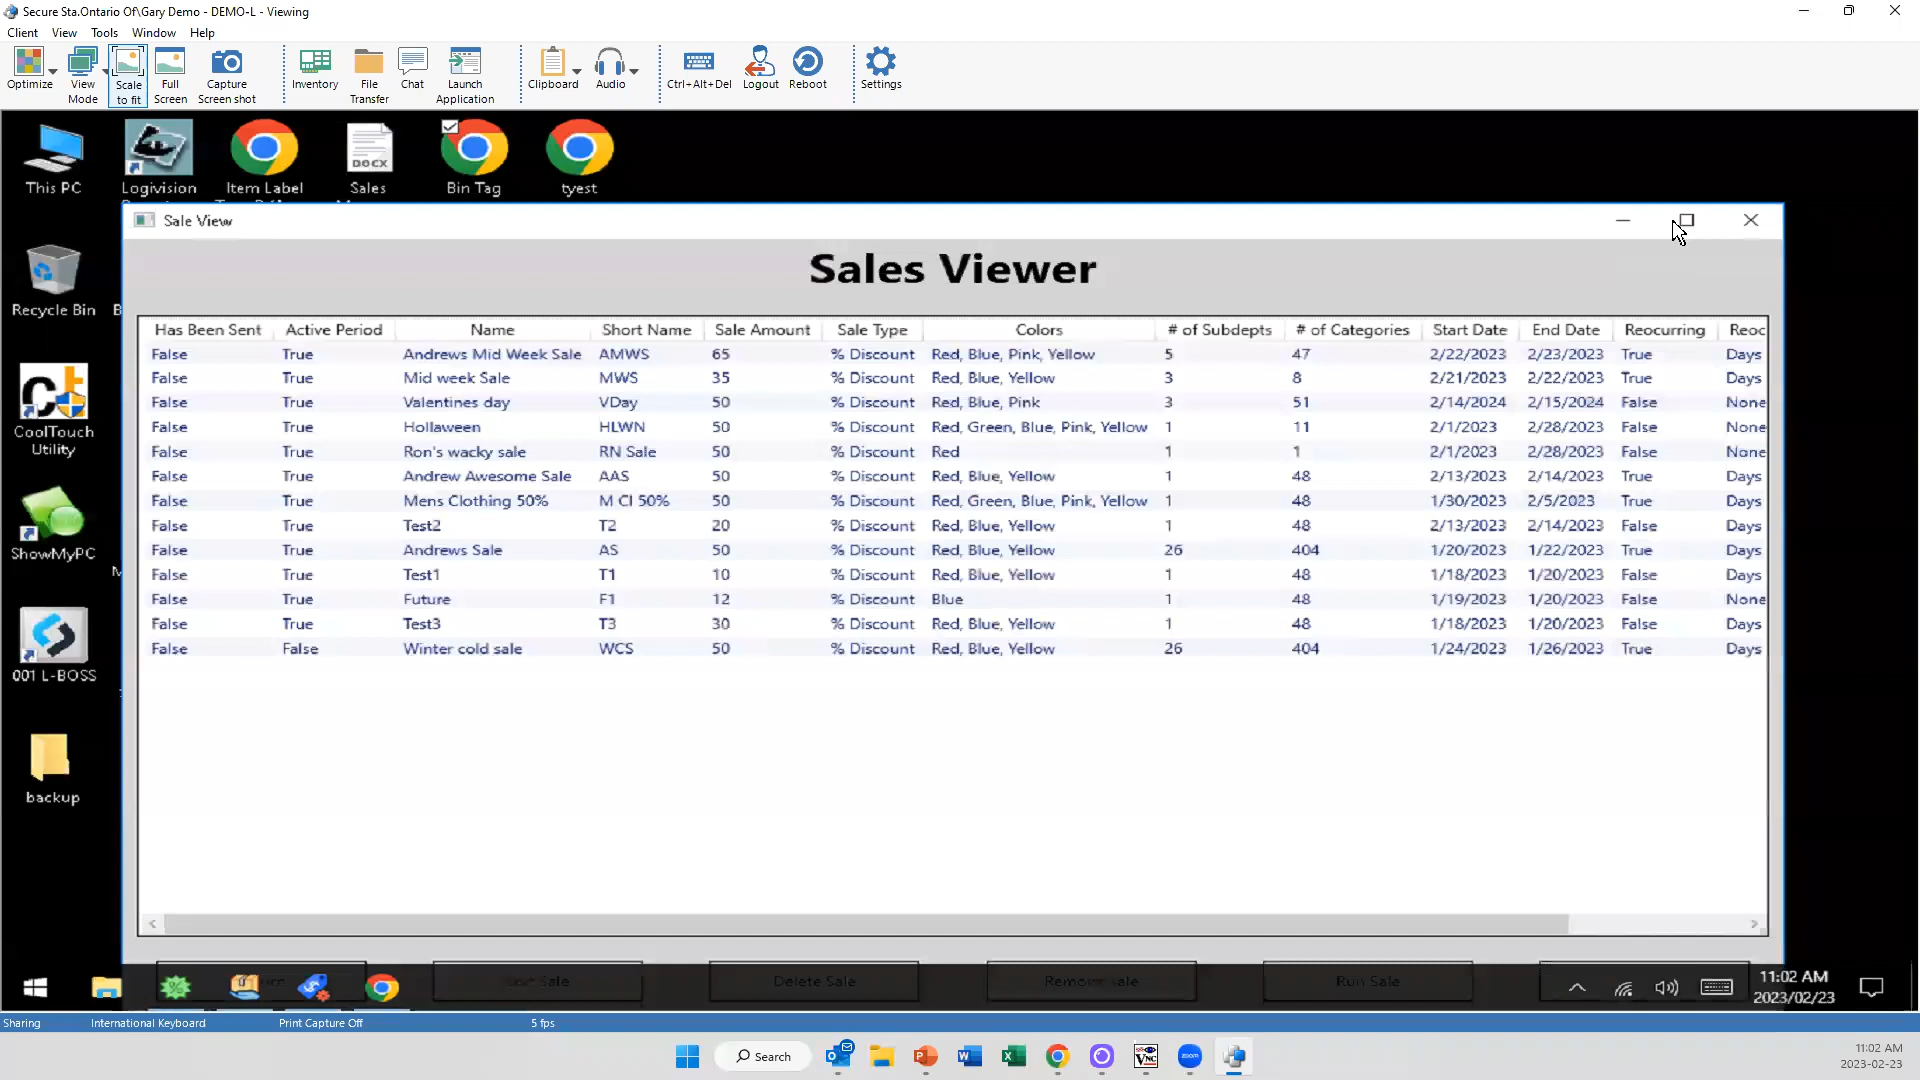 Secure Sta.Ontario Of\Gary Demo - DEMO-L - Viewing
Client View Tools Window Help
Optimize View Mode Scale to fit Full Screen Capture Screen shot Inventory File Transfer Chat Launch Application Clipboard Audio Ctrl+Alt+Del Logout Reboot Settings
This PC Logivision Item Label Sales Bin Tag tyest
DOCX
Sale View
Sales Viewer
Recycle Bin
Has Been Sent Active Period Name Short Name Sale Amount Sale Type Colors # of Subdepts # of Categories Start Date End Date Reocurring Reoc
False True Andrews Mid Week Sale AMWS 65 % Discount Red, Blue, Pink, Yellow 5 47 2/22/2023 2/23/2023 True Days
False True Mid week Sale MWS 35 % Discount Red, Blue, Yellow 3 8 2/21/2023 2/22/2023 True Days
False True Valentines day VDay 50 % Discount Red, Blue, Pink 3 51 2/14/2024 2/15/2024 False None
False True Hollaween HLWN 50 % Discount Red, Green, Blue, Pink, Yellow 1 11 2/1/2023 2/28/2023 False None
False True Ron's wacky sale RN Sale 50 % Discount Red 1 1 2/1/2023 2/28/2023 False None
False True Andrew Awesome Sale AAS 50 % Discount Red, Blue, Yellow 1 48 2/13/2023 2/14/2023 True Days
False True Mens Clothing 50% M Cl 50% 50 % Discount Red, Green, Blue, Pink, Yellow 1 48 1/30/2023 2/5/2023 True Days
False True Test2 T2 20 % Discount Red, Blue, Yellow 1 48 2/13/2023 2/14/2023 False Days
False True Andrews Sale AS 50 % Discount Red, Blue, Yellow 26 404 1/20/2023 1/22/2023 True Days
False True Test1 T1 10 % Discount Red, Blue, Yellow 1 48 1/18/2023 1/20/2023 False Days
False True Future F1 12 % Discount Blue 1 48 1/19/2023 1/20/2023 False None
False True Test3 T3 30 % Discount Red, Blue, Yellow 1 48 1/18/2023 1/20/2023 False Days
False False Winter cold sale WCS 50 % Discount Red, Blue, Yellow 26 404 1/24/2023 1/26/2023 True Days
CoolTouch
Utility
ShowMyPC
001 L-BOSS
backup
Sale Delete Sale Remove Sale Run Sale
11:02 AM
2023/02/23
Sharing International Keyboard Print Capture Off 5 fps
Search
VNC
zoom
11:02 AM
2023-02-23